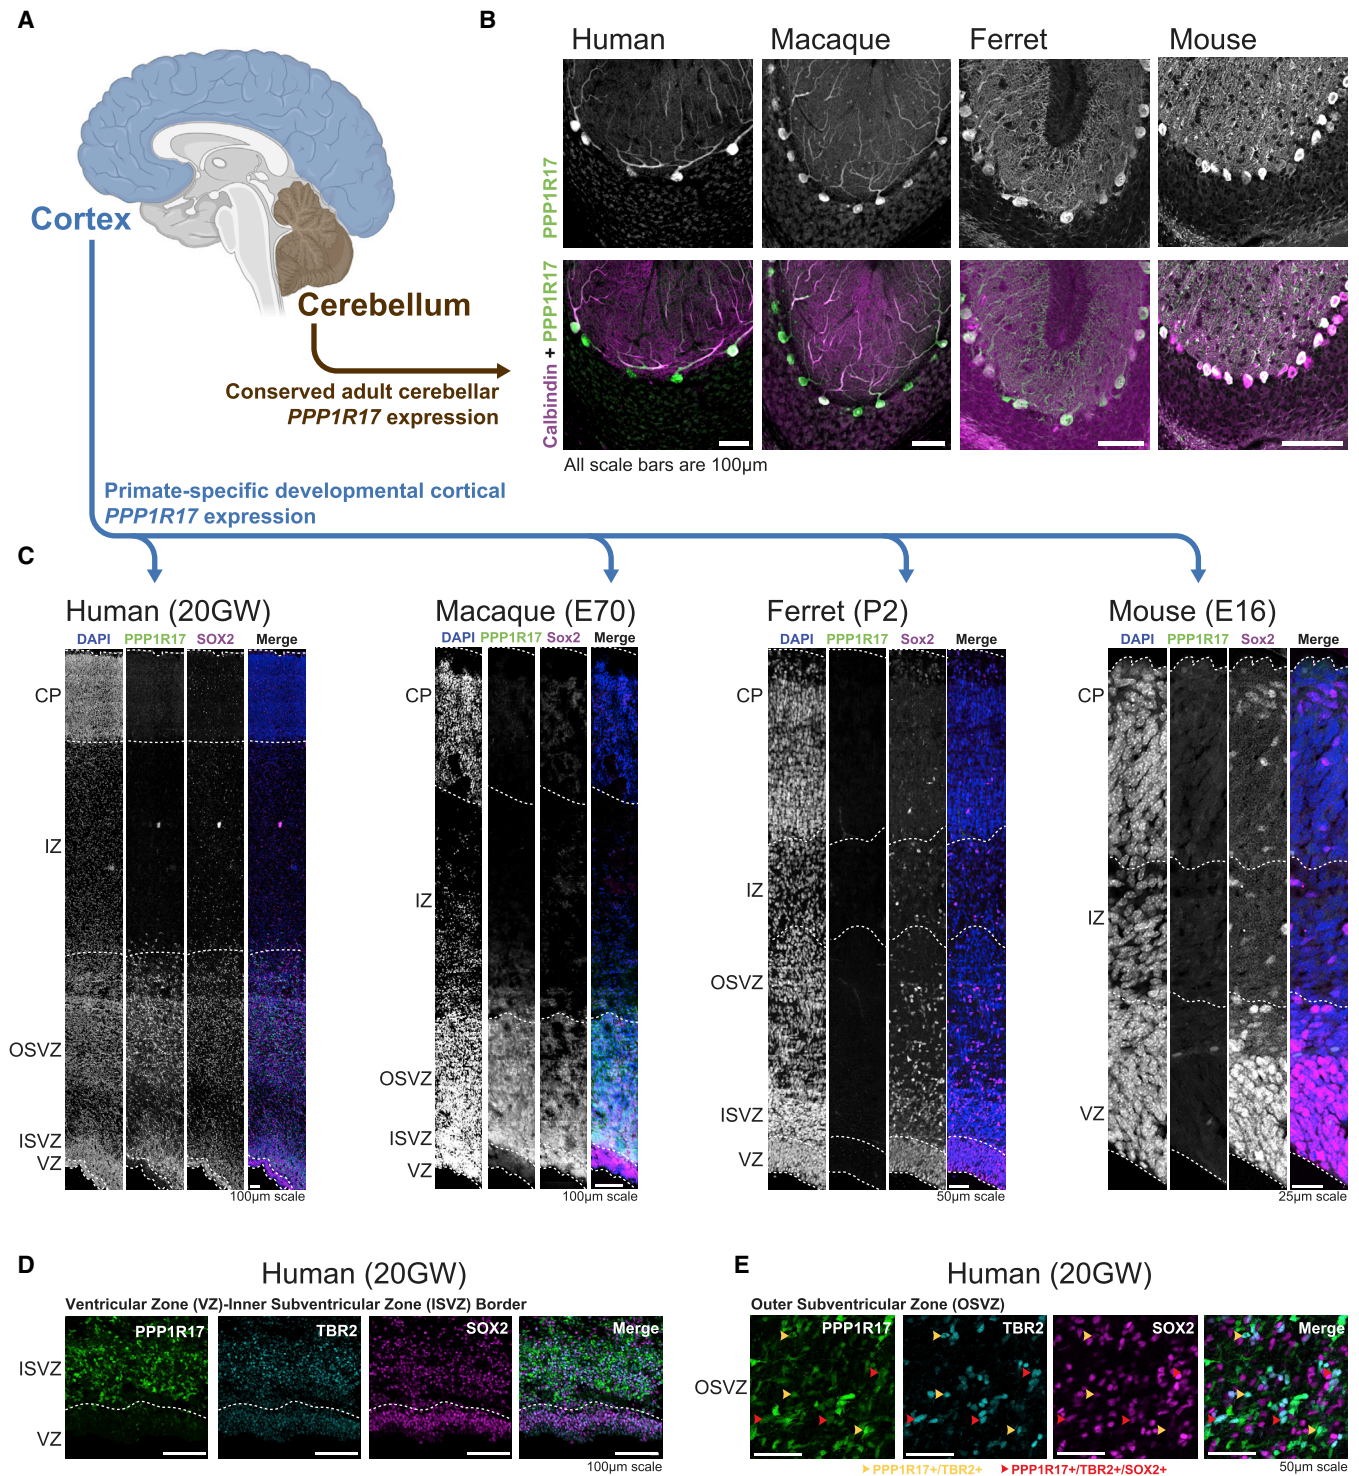 A
B
Human
Macaque
Ferret
Mouse
PPP1R17
Calbindin + PPP1R17
Cortex
Cerebellum
Conserved adult cerebellar
PPP1R17 expression
All scale bars are 100µm
Primate-specific developmental cortical
PPP1R17 expression
C
Human (20GW)
DAPI PPP1R17 SOX2 Merge
CP
IZ
OSVZ
ISVZ
VZ
100µm scale
Macaque (E70)
DAPI PPP1R17 Sox2 Merge
CP
IZ
OSVZ
ISVZ
VZ
100µm scale
Ferret (P2)
DAPI PPP1R17 Sox2 Merge
CP
IZ
OSVZ
ISVZ
VZ
50µm scale
Mouse (E16)
DAPI PPP1R17 Sox2 Merge
CP
IZ
VZ
25µm scale
D
Human (20GW)
Ventricular Zone (VZ)-Inner Subventricular Zone (ISVZ) Border
PPP1R17
TBR2
SOX2
Merge
ISVZ
VZ
100µm scale
E
Human (20GW)
Outer Subventricular Zone (OSVZ)
PPP1R17
TBR2
SOX2
Merge
OSVZ
PPP1R17+/TBR2+
PPP1R17+/TBR2+/SOX2+
50µm scale